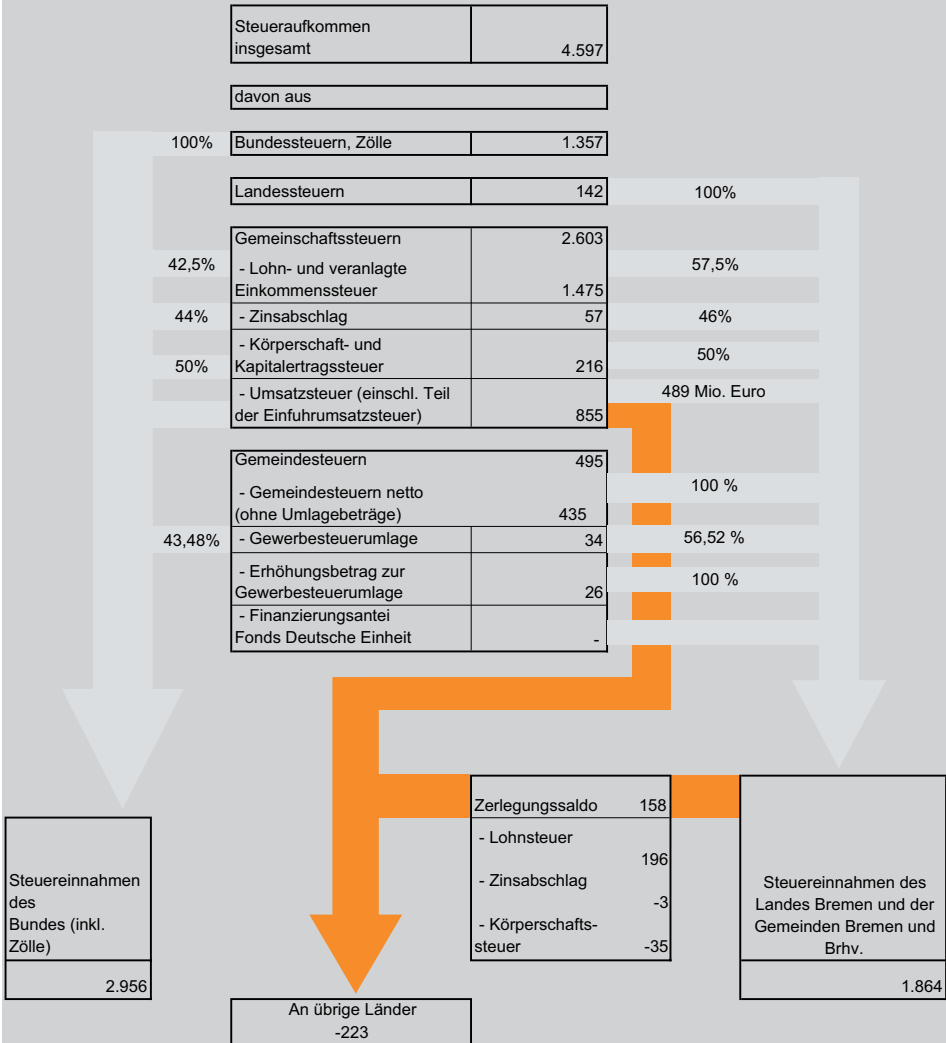 Steueraufkommen
insgesamt 4.597
davon aus
100% Bundessteuern, Zölle 1.357
Landessteuern 142 100%
Gemeinschaftssteuern 2.603
42,5% - Lohn- und veranlagte 57,5%
Einkommenssteuer 1.475
44% - Zinsabschlag 57 46%
- Körperschaft- und
50% Kapitalertragssteuer 216 50%
- Umsatzsteuer (einschl. Teil 489 Mio. Euro
der Einfuhrumsatzsteuer) 855
Gemeindesteuern 495
- Gemeindesteuern netto 100 %
(ohne Umlagebeträge) 435
43,48% - Gewerbesteuerumlage 34 56,52 %
- Erhöhungsbetrag zur 100 %
Gewerbesteuerumlage 26
- Finanzierungsantei
Fonds Deutsche Einheit -
Zerlegungssaldo 158
- Lohnsteuer
196
- Zinsabschlag
-3
- Körperschafts-
steuer -35
Steuereinnahmen
des
Bundes (inkl.
Zölle)
2.956
Steuereinnahmen des
Landes Bremen und der
Gemeinden Bremen und
Brhv.
1.864
An übrige Länder
-223